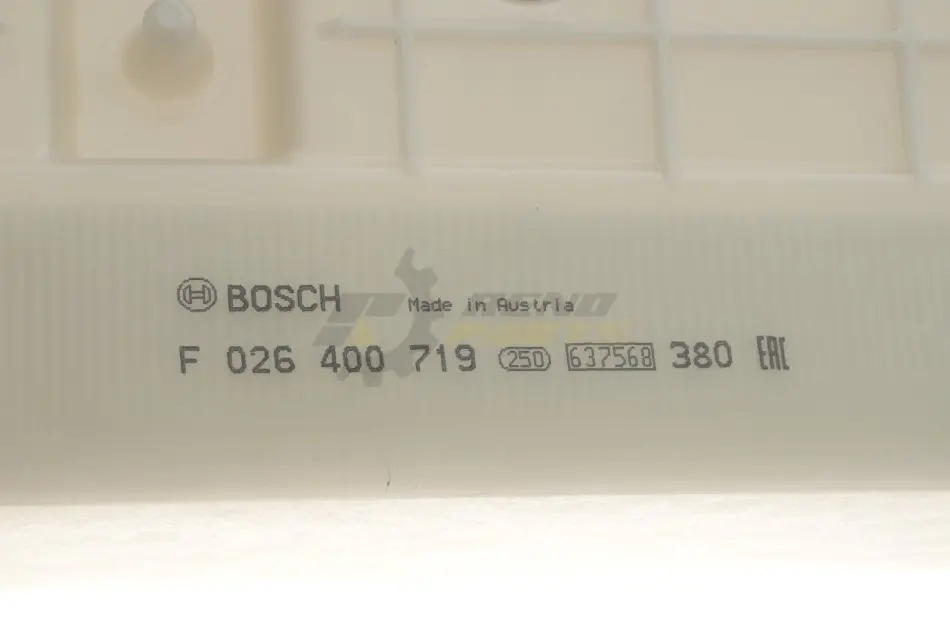 BOSCH Made in Austria
F 026 400 719 250 637568 380 EAC